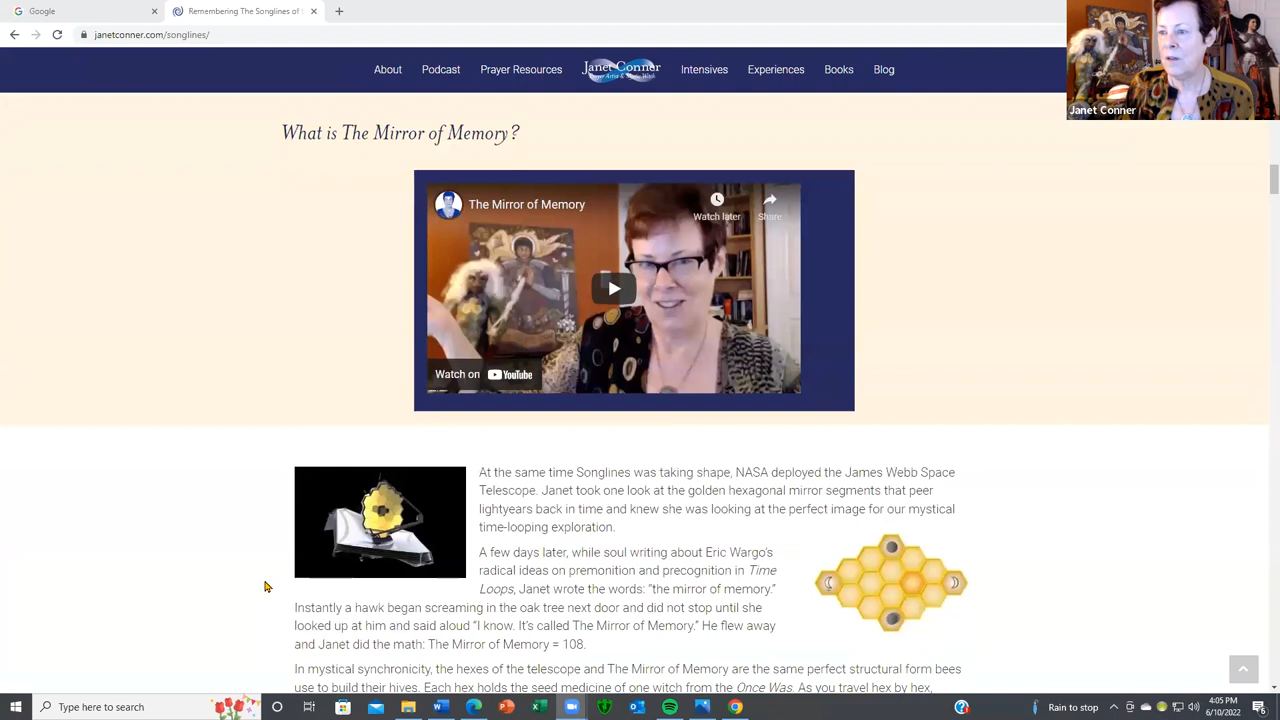 Google
Remembering The Songlines of t
janetconner.com/songlines/
About Podcast Prayer Resources Janet Conner Intensives Experiences Books Blog
Prayer Artist &
Janet Conner
What is The Mirror of Memory?
The Mirror of Memory
Watch later Share
Watch on YouTube
At the same time Songlines was taking shape, NASA deployed the James Webb Space
Telescope. Janet took one look at the golden hexagonal mirror segments that peer
lightyears back in time and knew she was looking at the perfect image for our mystical
time-looping exploration.
A few days later, while soul writing about Eric Wargo's
radical ideas on premonition and precognition in Time
Loops, Janet wrote the words: “the mirror of memory.”
Instantly a hawk began screaming in the oak tree next door and did not stop until she
looked up at him and said aloud “I know. It's called The Mirror of Memory.” He flew away
and Janet did the math: The Mirror of Memory = 108.
In mystical synchronicity, the hexes of the telescope and The Mirror of Memory are the same perfect structural form bees
use to build their hives. Each hex holds the seed medicine of one witch from the Once Was. As you travel hex by hex,
Type here to search
Rain to stop
4:05 PM
6/10/2022
6